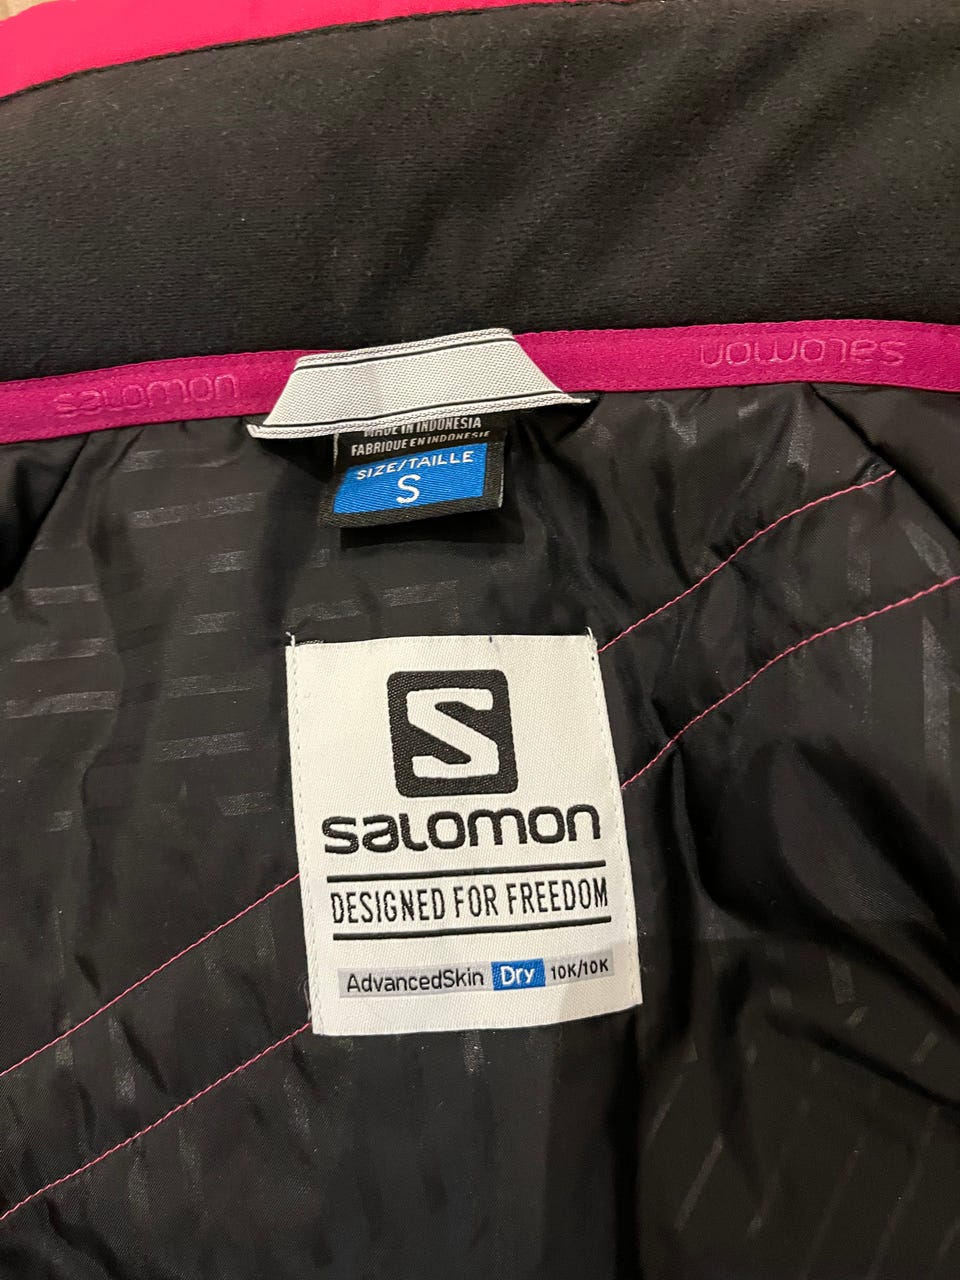 salomon
salomon
MADE IN INDONESIA
FABRIQUE EN INDONESIE
SIZE/TAILLE
S
S
salomon
DESIGNED FOR FREEDOM
AdvancedSkin Dry 10K/10K